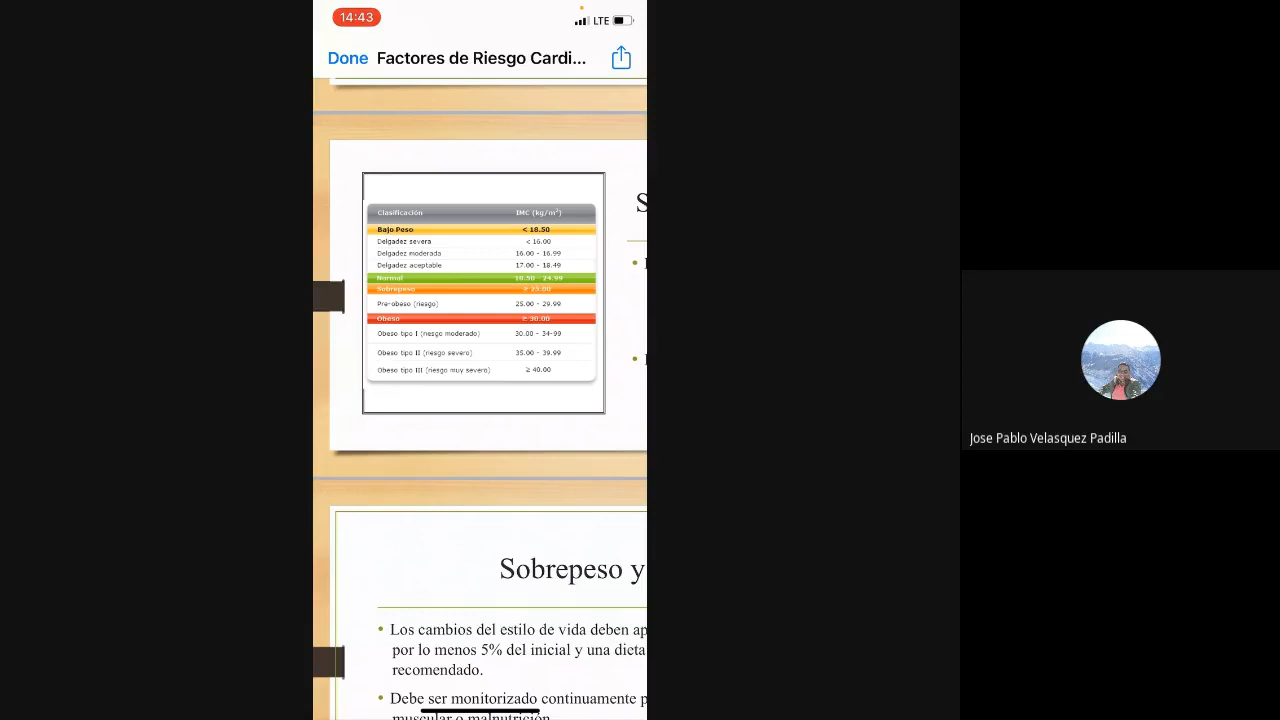 14:43
LTE
Done Factores de Riesgo Cardi...
Clasificación IMC (kg/m²)
Bajo Peso < 18.50
Delgadez severa < 16.00
Delgadez moderada 16.00 - 16.99
Delgadez aceptable 17.00 - 18.49
Normal 18.50 - 24.99
Sobrepeso ≥ 25.00
Pre-obeso (riesgo) 25.00 - 29.99
Obeso ≥ 30.00
Obeso tipo I (riesgo moderado) 30.00 - 34-99
Obeso tipo II (riesgo severo) 35.00 - 39.99
Obeso tipo III (riesgo muy severo) ≥ 40.00
S
Sobrepeso y
• Los cambios del estilo de vida deben ap
por lo menos 5% del inicial y una dieta
recomendado.
• Debe ser monitorizado continuamente p
muscular o malnutrición
Jose Pablo Velasquez Padilla